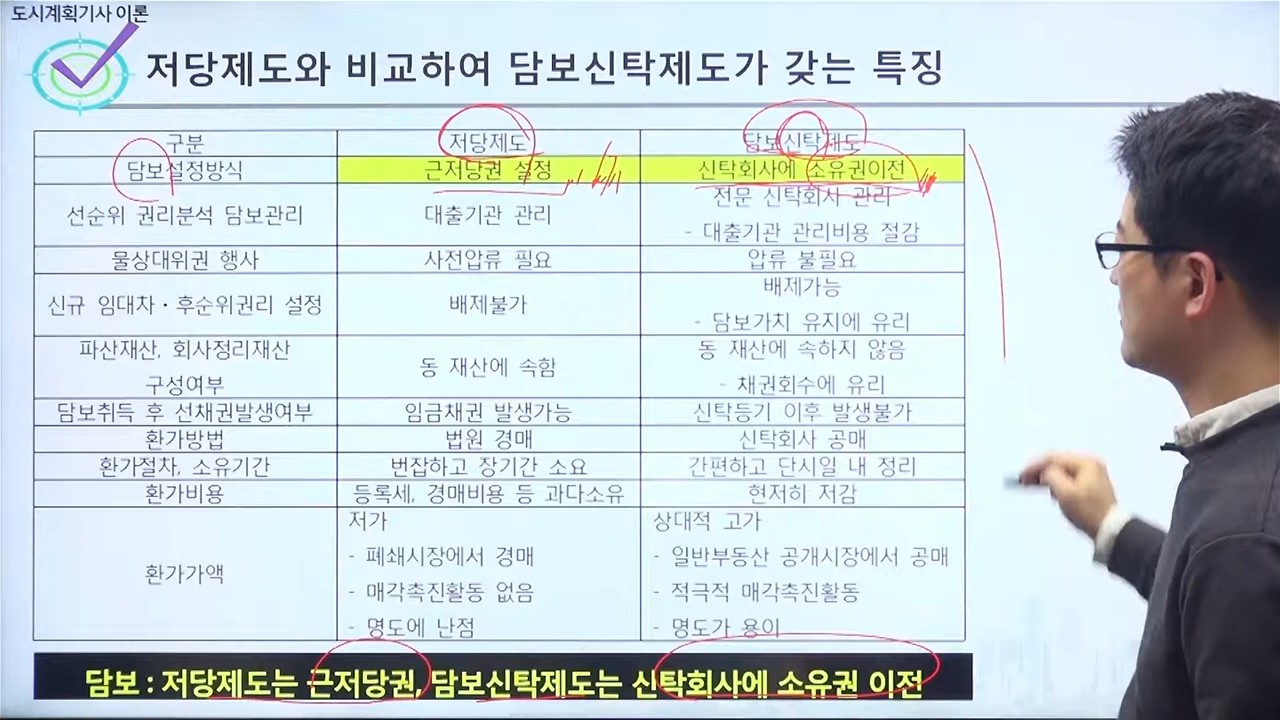 도시계획기사 이론
저당제도와 비교하여 담보신탁제도가 갖는 특징
구분 저당제도 담보신탁제도
담보설정방식 근저당권 설정 신탁회사에 소유권이전
선순위 권리분석 담보관리 대출기관 관리 전문 신탁회사 관리
- 대출기관 관리비용 절감
물상대위권 행사 사전압류 필요 압류 불필요
신규 임대차·후순위권리 설정 배제불가 배제가능
- 담보가치 유지에 유리
파산재산, 회사정리재산
구성여부 동 재산에 속함 동 재산에 속하지 않음
- 채권회수에 유리
담보취득 후 선채권발생여부 임금채권 발생가능 신탁등기 이후 발생불가
환가방법 법원 경매 신탁회사 공매
환가절차, 소유기간 번잡하고 장기간 소요 간편하고 단시일 내 정리
환가비용 등록세, 경매비용 등 과다소유 현저히 저감
환가가액 저가 상대적 고가
- 폐쇄시장에서 경매 - 일반부동산 공개시장에서 공매
- 매각촉진활동 없음 - 적극적 매각촉진활동
- 명도에 난점 - 명도가 용이
담보 : 저당제도는 근저당권, 담보신탁제도는 신탁회사에 소유권 이전